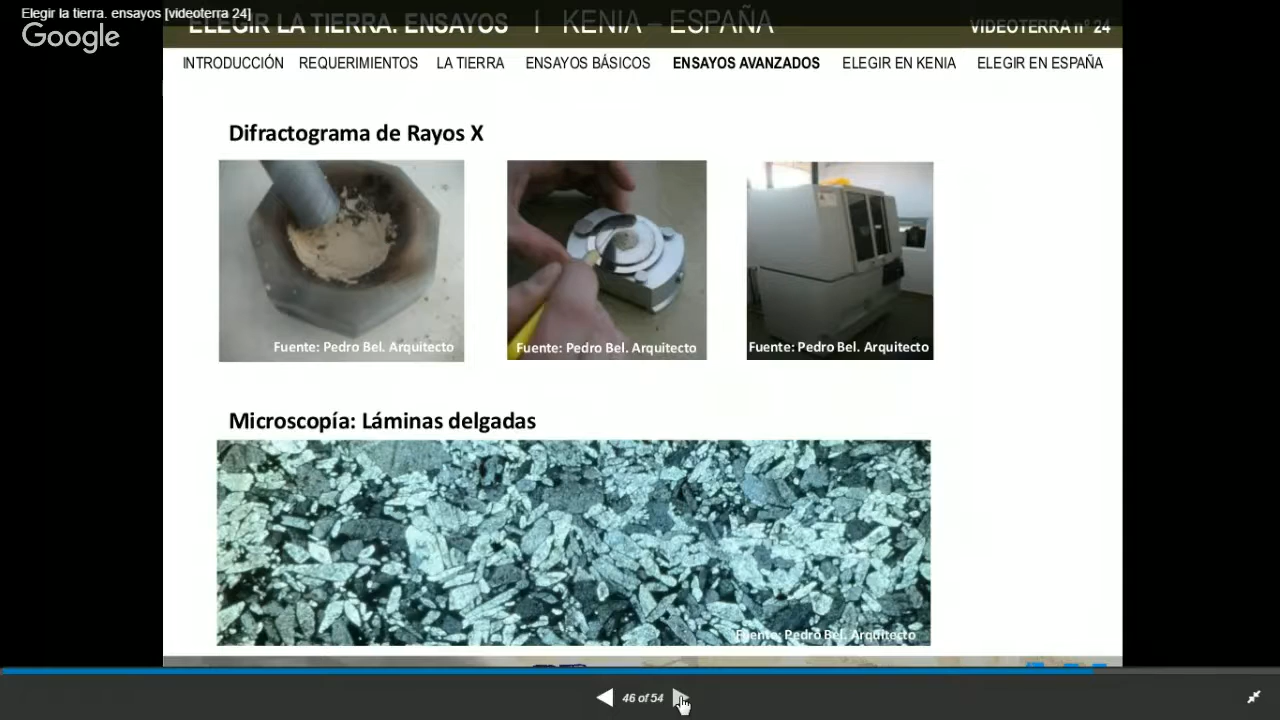 Elegir la tierra. ensayos [videoterra 24]
Google
ELEGIR LA TIERRA. ENSAYOS | KENIA – ESPAÑA
VIDEOTERRA nº 24
INTRODUCCIÓN REQUERIMIENTOS LA TIERRA ENSAYOS BÁSICOS ENSAYOS AVANZADOS ELEGIR EN KENIA ELEGIR EN ESPAÑA
Difractograma de Rayos X
Fuente: Pedro Bel. Arquitecto
Fuente: Pedro Bel. Arquitecto
Fuente: Pedro Bel. Arquitecto
Microscopía: Láminas delgadas
Fuente: Pedro Bel. Arquitecto
46 of 54